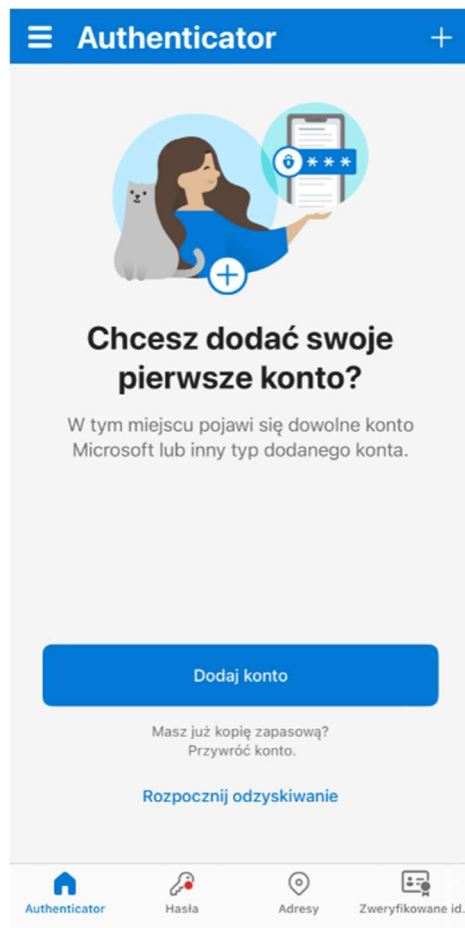 Authenticator
* * *
Chcesz dodać swoje
pierwsze konto?
W tym miejscu pojawi się dowolne konto
Microsoft lub inny typ dodanego konta.
Dodaj konto
Masz już kopię zapasową?
Przywróć konto.
Rozpocznij odzyskiwanie
Authenticator
Hasła
Adresy
Zweryfikowane id.